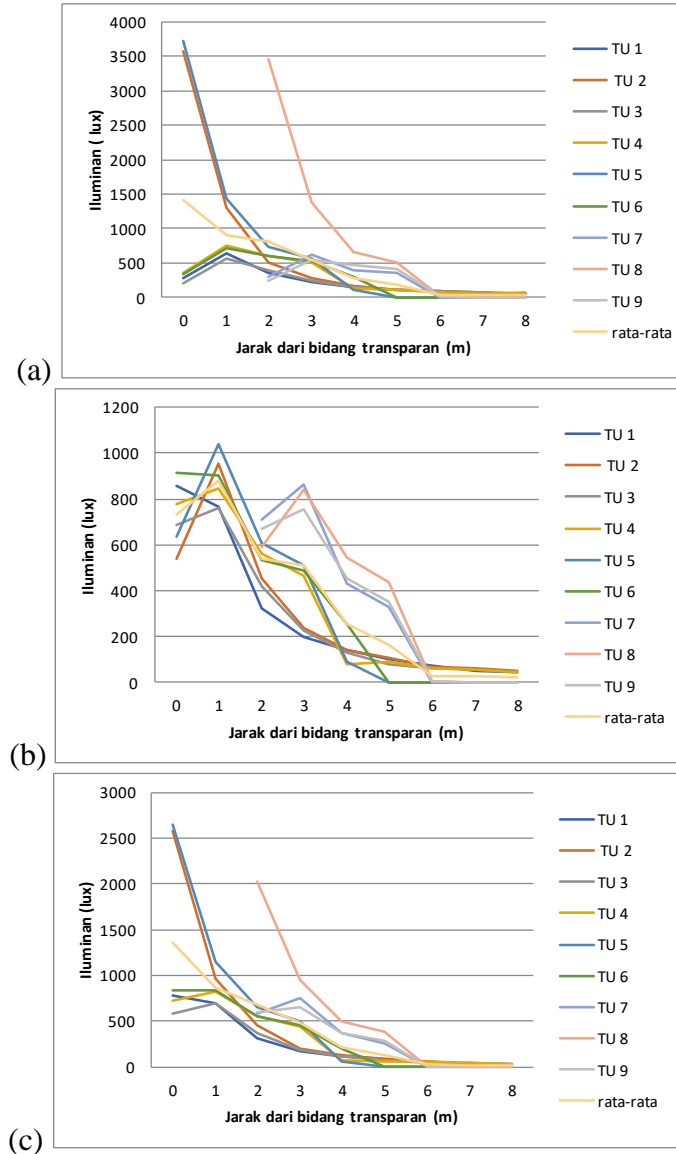 4000
3500
3000
2500
2000
1500
1000
500
0
Iluminan ( lux)
0 1 2 3 4 5 6 7 8
Jarak dari bidang transparan (m)
TU 1
TU 2
TU 3
TU 4
TU 5
TU 6
TU 7
TU 8
TU 9
rata-rata
(a)
1200
1000
800
600
400
200
0
Iluminan (lux)
0 1 2 3 4 5 6 7 8
Jarak dari bidang transparan (m)
TU 1
TU 2
TU 3
TU 4
TU 5
TU 6
TU 7
TU 8
TU 9
rata-rata
(b)
3000
2500
2000
1500
1000
500
0
Iluminan (lux)
0 1 2 3 4 5 6 7 8
Jarak dari bidang transparan (m)
TU 1
TU 2
TU 3
TU 4
TU 5
TU 6
TU 7
TU 8
TU 9
rata-rata
(c)